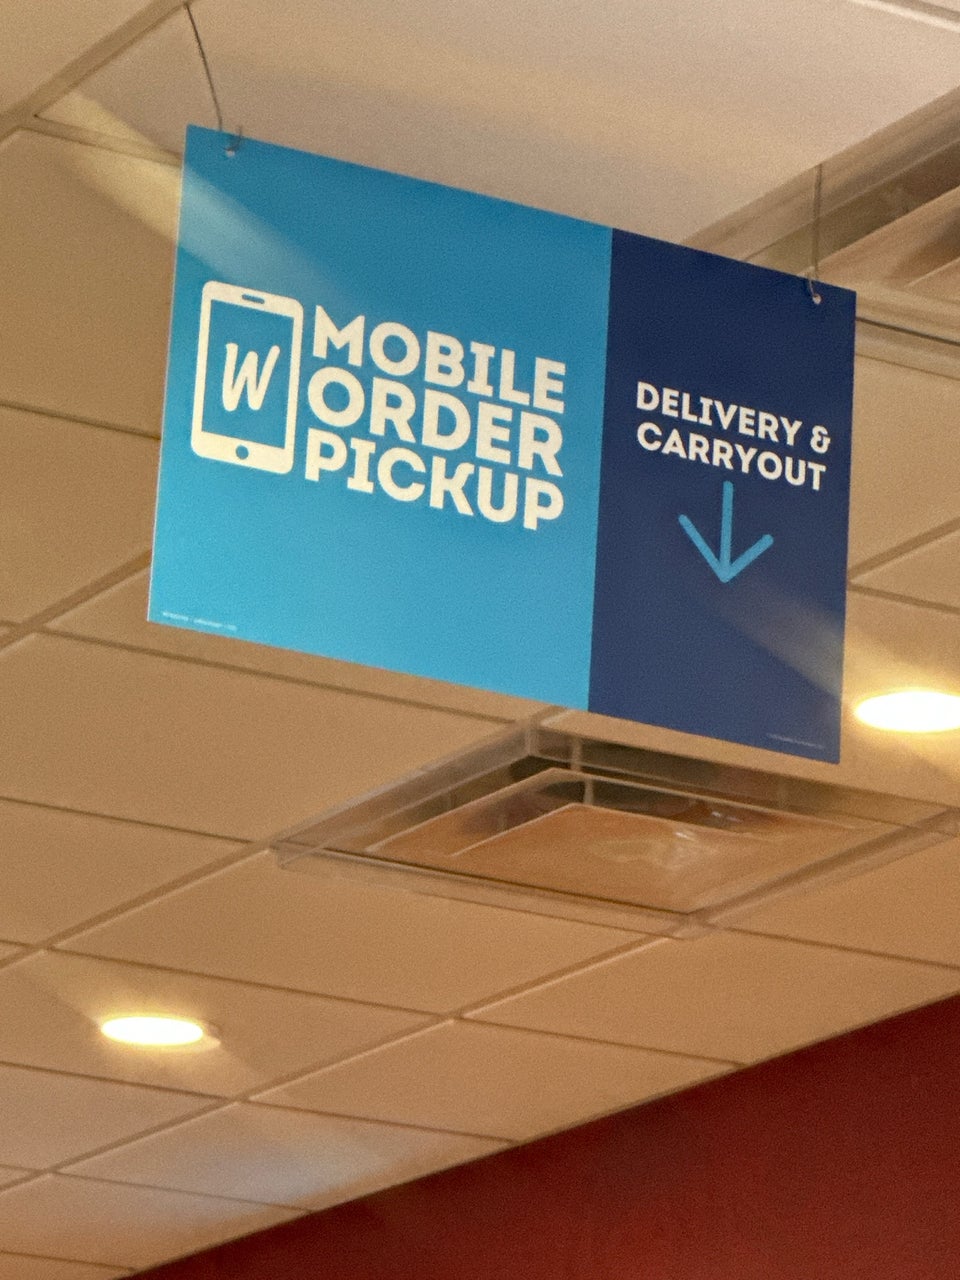 W
MOBILE
ORDER
PICKUP
DELIVERY &
CARRYOUT